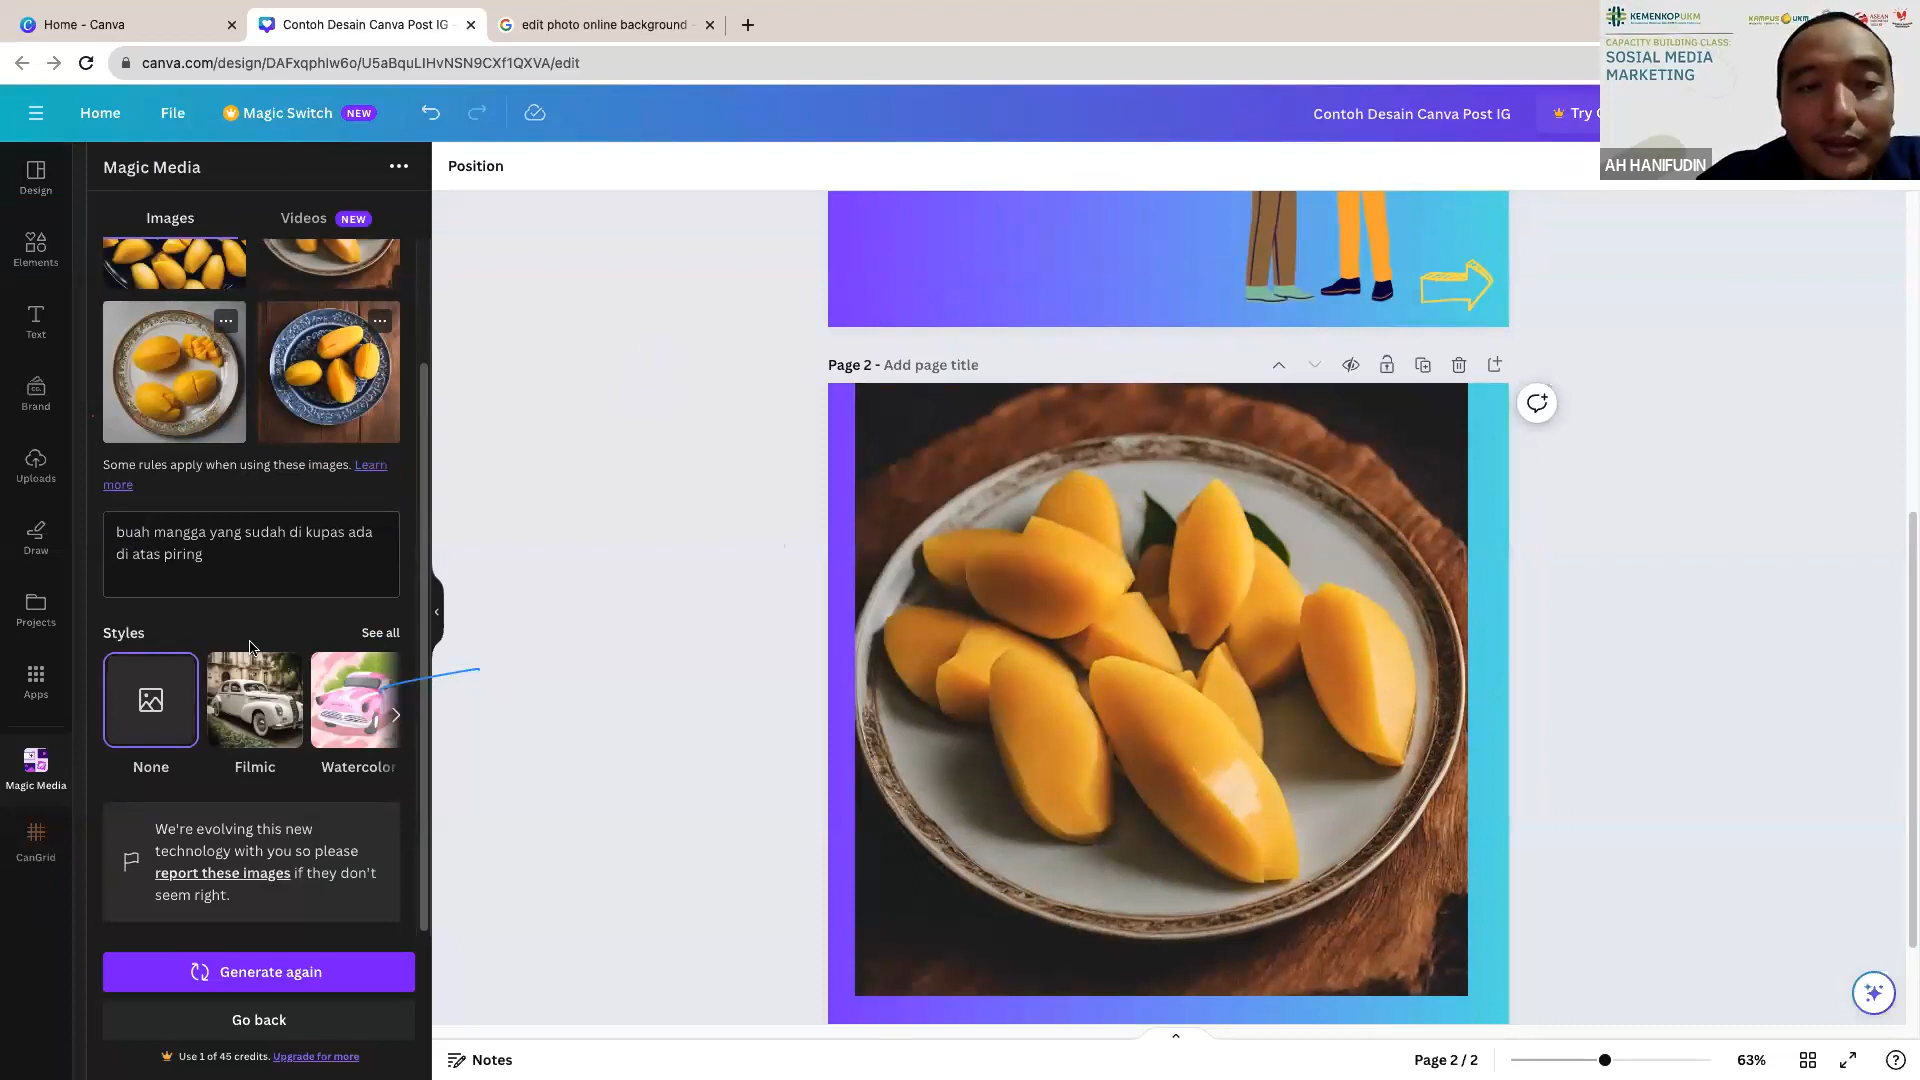 Home - Canva
Contoh Desain Canva Post IG -
edit photo online background
canva.com/design/DAFxqphIw6o/U5aBquLIHvNSN9CXf1QXVA/edit
KEMENKOPUKM
KAMPUS UKM
CAPACITY BUILDING CLASS:
SOSIAL MEDIA
MARKETING
AH HANIFUDIN
Home
File
Magic Switch
NEW
Contoh Desain Canva Post IG
Try
Magic Media
Position
Design
Elements
Text
Brand
Uploads
Draw
Projects
Apps
Magic Media
CanGrid
Images
Videos
NEW
Some rules apply when using these images. Learn
more
buah mangga yang sudah di kupas ada
di atas piring
Styles
See all
None
Filmic
Watercolor
We're evolving this new
technology with you so please
report these images if they don't
seem right.
Generate again
Go back
Use 1 of 45 credits. Upgrade for more
Page 2 - Add page title
Notes
Page 2 / 2
63%